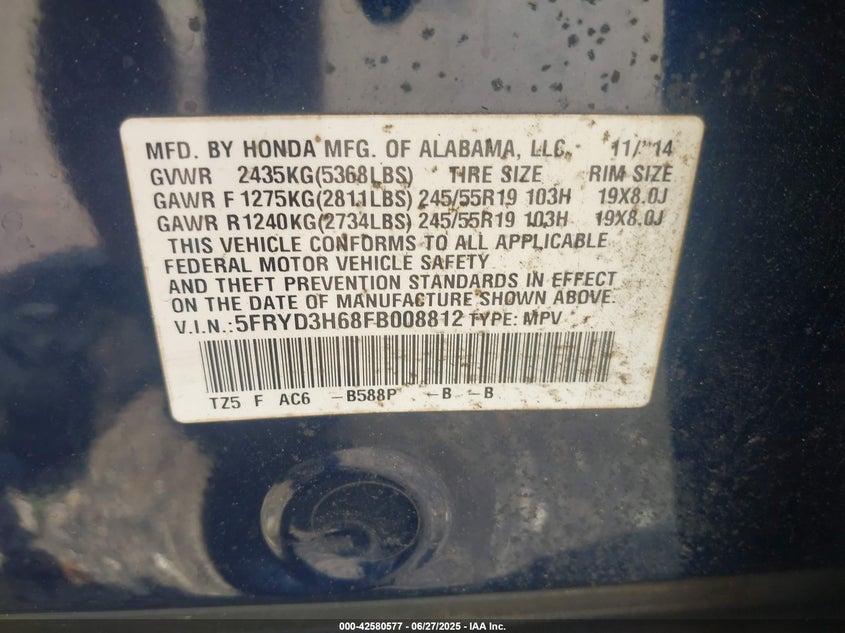 MFD. BY HONDA MFG. OF ALABAMA, LLC. 11/14
GVWR 2435KG(5368LBS) TIRE SIZE RIM SIZE
GAWR F 1275KG(2811LBS) 245/55R19 103H 19X8.0J
GAWR R 1240KG(2734LBS) 245/55R19 103H 19X8.0J
THIS VEHICLE CONFORMS TO ALL APPLICABLE
FEDERAL MOTOR VEHICLE SAFETY
AND THEFT PREVENTION STANDARDS IN EFFECT
ON THE DATE OF MANUFACTURE SHOWN ABOVE.
V.I.N.:5FRYD3H68FB008812 TYPE: MPV
TZ5 F AC6 -B588P -B -B
000-42580577 - 06/27/2025 - IAA Inc.